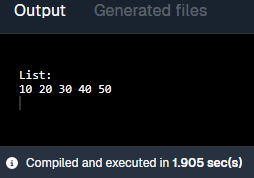 Output Generated files
List:
10 20 30 40 50
Compiled and executed in 1.905 sec(s)